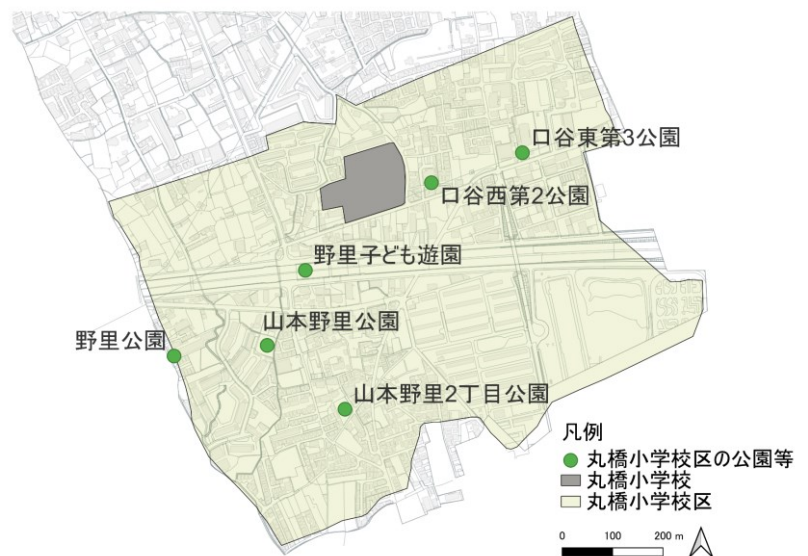 口谷東第3公園
口谷西第2公園
野里子ども遊園
山本野里公園
野里公園
山本野里2丁目公園
凡例
丸橋小学校区の公園等
丸橋小学校
丸橋小学校区
0 100 200 m